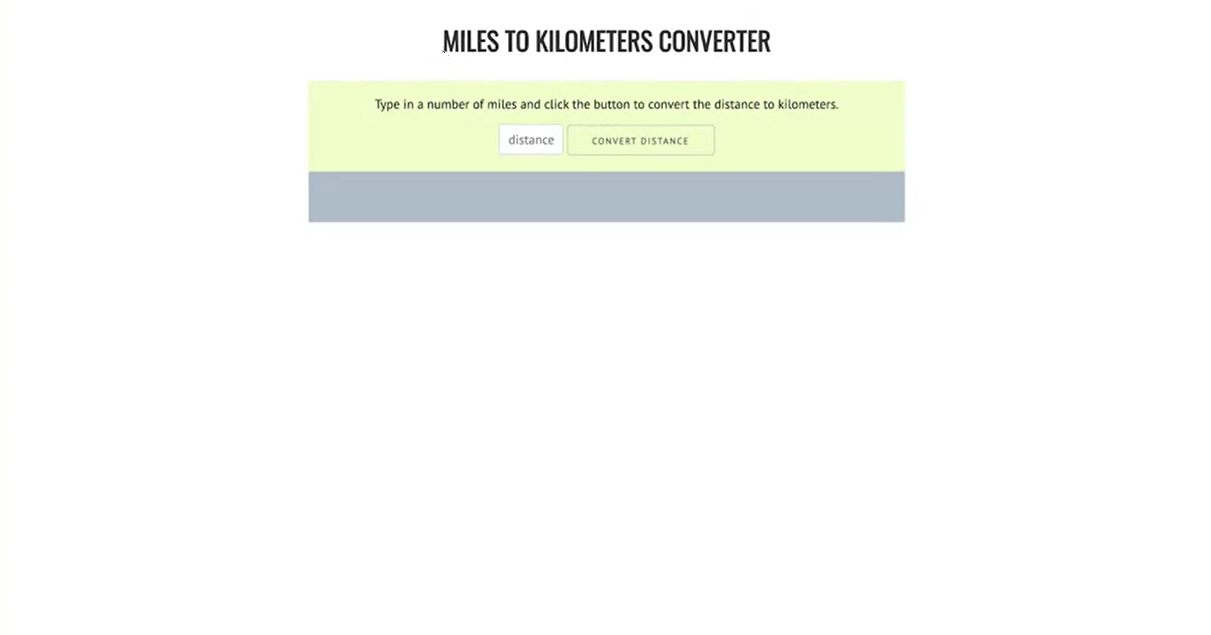 MILES TO KILOMETERS CONVERTER
Type in a number of miles and click the button to convert the distance to kilometers.
distance CONVERT DISTANCE